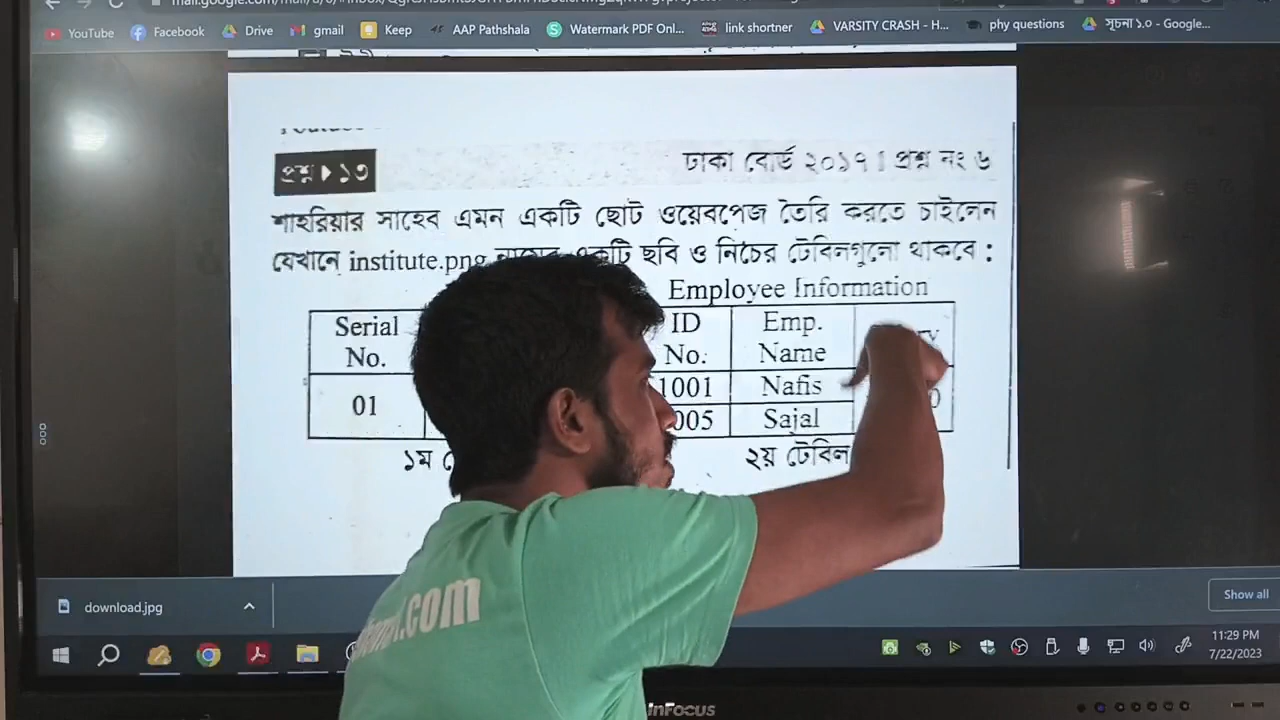 YouTube Facebook Drive gmail Keep AAP Pathshala Watermark PDF Onl... link shortner VARSITY CRASH - H... phy questions সূচনা ১.০ - Google...
প্রশ্ন ▶ ১৩ ঢাকা বোর্ড ২০১৭। প্রশ্ন নং ৬
শাহরিয়ার সাহেব এমন একটি ছোট ওয়েবপেজ তৈরি করতে চাইলেন
যেখানে institute.png ছবি ও নিচের টেবিলগুলো থাকবে :
Employee Information
Serial No.
ID No.
Emp. Name
01
1001
Nafis
005
Sajal
১ম
২য় টেবিল
download.jpg
Show all
11:29 PM
7/22/2023
.com
InFocus